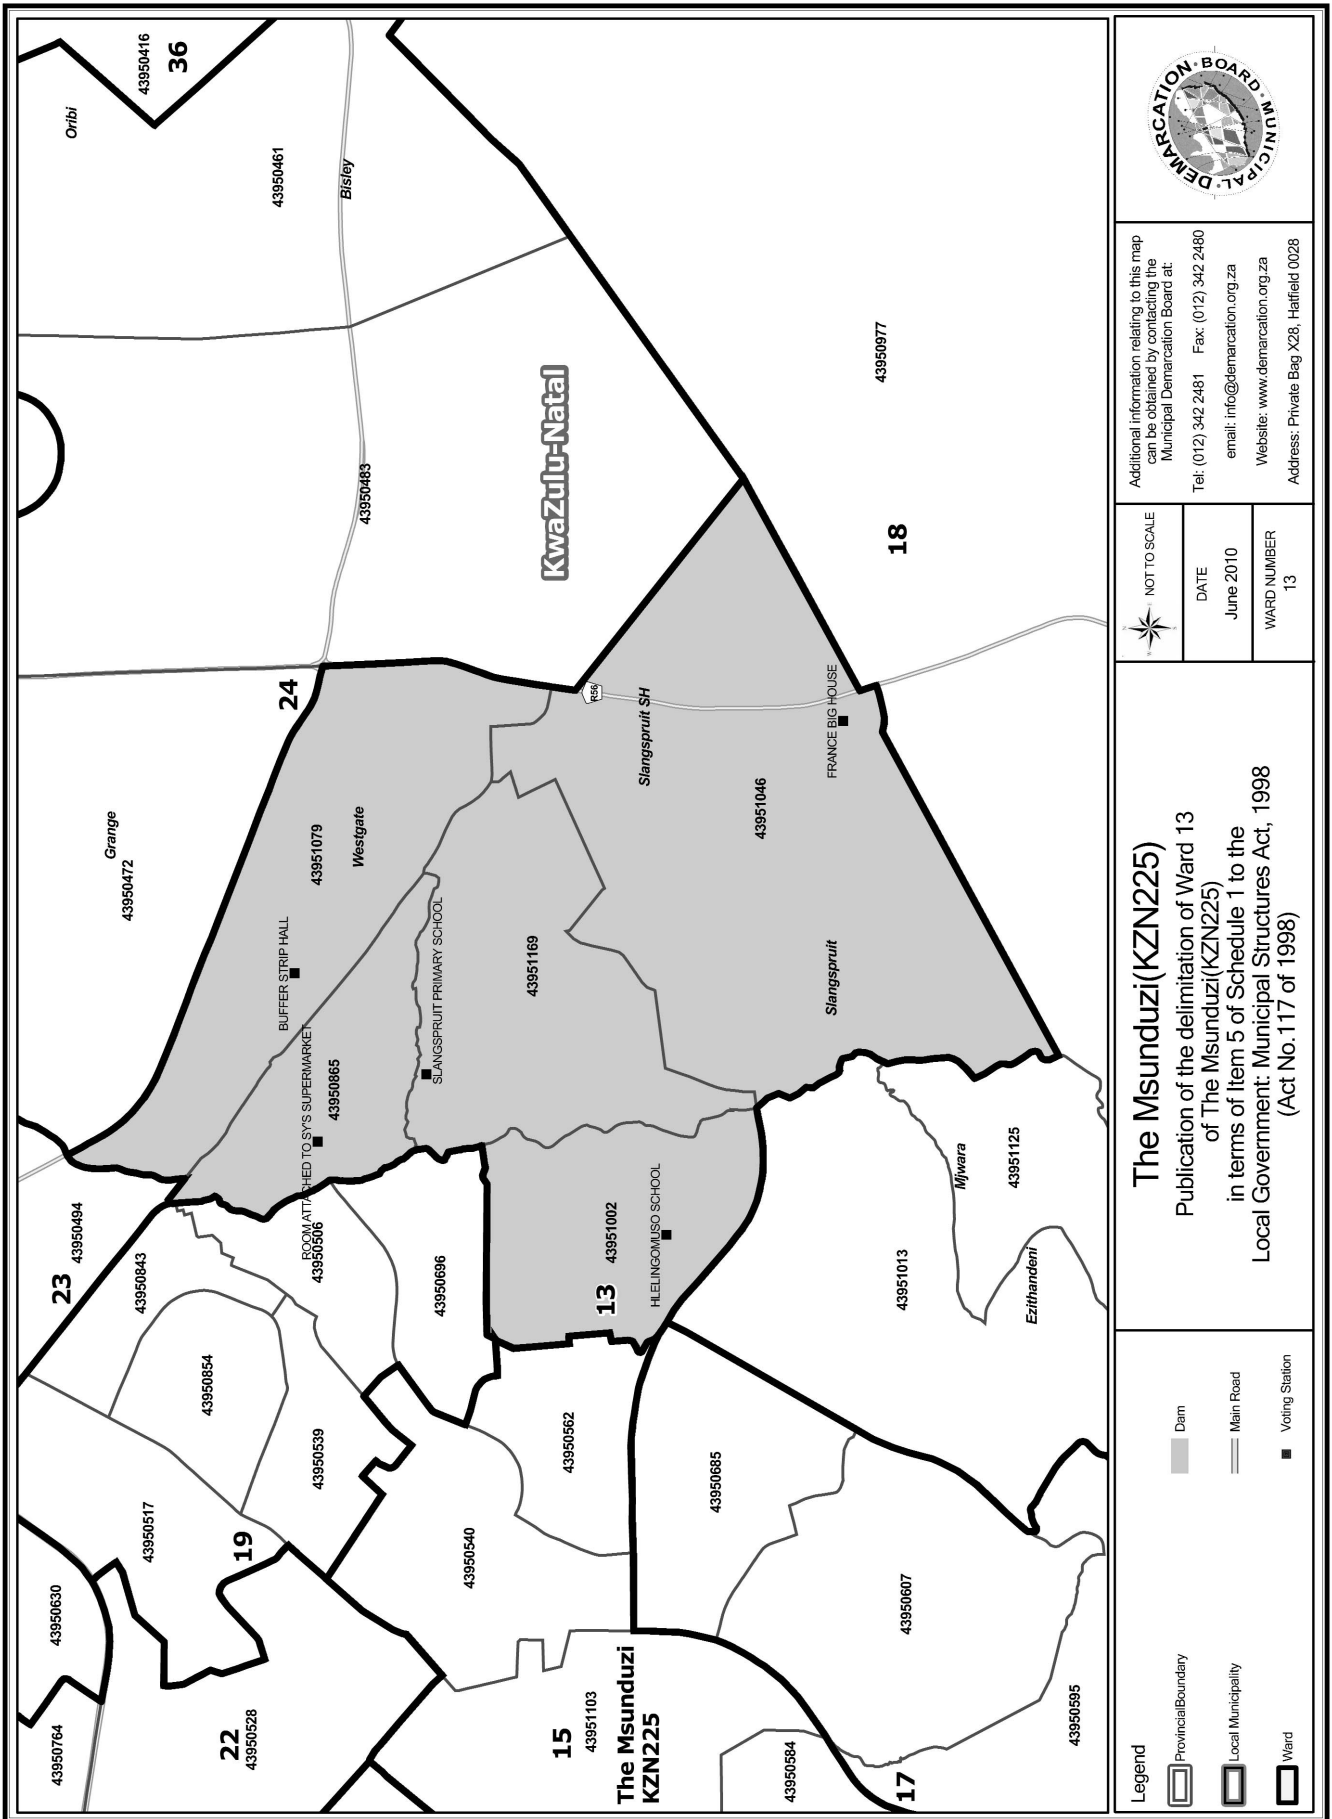 43950416
36
Oribi
43950461
Bisley
43950483
KwaZulu-Natal
43950977
18
24
Grange
43950472
43951079
Westgate
BUFFER STRIP HALL
ROOM ATTACHED TO SY'S SUPERMARKET
43950865
SLANGSPRUIT PRIMARY SCHOOL
43951169
R56
Slangspruit SH
FRANCE BIG HOUSE
43951046
Slangspruit
23
43950494
43950843
43950506
43950696
43951002
13
HLELINGOMUSO SCHOOL
43950854
43950539
43950562
43950517
19
43950540
43950685
43951013
Mjwara
43951125
Ezithandeni
43950630
43950764
22
43950528
15
43951103
The Msunduzi
KZN225
43950607
43950584
17
43950595
Legend
ProvincialBoundary
Local Municipality
Ward
Dam
Main Road
Voting Station
The Msunduzi(KZN225)
Publication of the delimitation of Ward 13
of The Msunduzi(KZN225)
in terms of Item 5 of Schedule 1 to the
Local Government: Municipal Structures Act, 1998
(Act No.117 of 1998)
NOT TO SCALE
DATE
June 2010
WARD NUMBER
13
Additional information relating to this map
can be obtained by contacting the
Municipal Demarcation Board at:
Tel: (012) 342 2481 Fax: (012) 342 2480
email: info@demarcation.org.za
Website: www.demarcation.org.za
Address: Private Bag X28, Hatfield 0028
MUNICIPAL • DEMARCATION • BOARD •